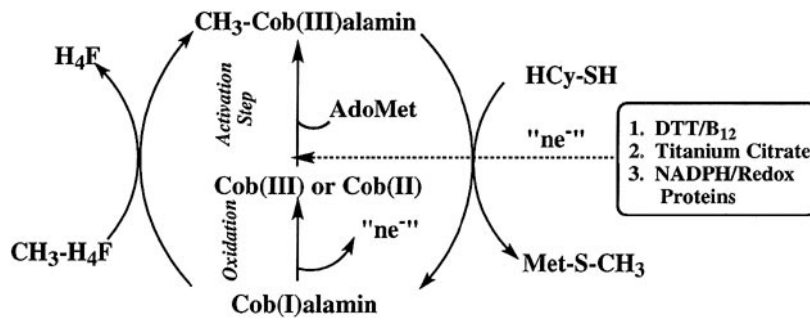 CH₃-Cob(III)alamin
H₄F
HCy-SH
Activation
Step
AdoMet
"ne⁻"
1. DTT/B₁₂
2. Titanium Citrate
3. NADPH/Redox
Proteins
Cob(III) or Cob(II)
Oxidation
"ne⁻"
CH₃-H₄F
Met-S-CH₃
Cob(I)alamin